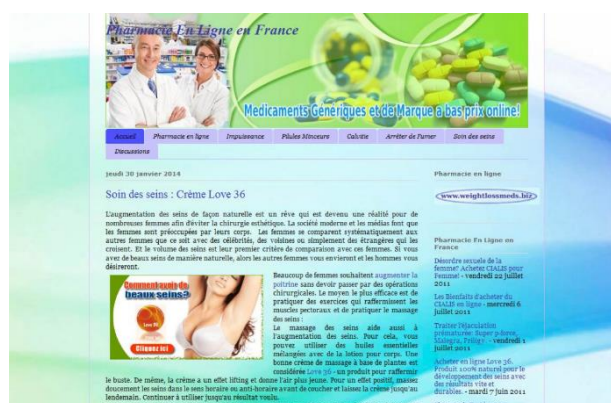 Pharmacie En Ligne en France
Medicaments Generiques et de Marque a bas prix online!
Accueil Pharmacie en ligne Impuissance Pilules Minceurs Calvitie Arrêter de Fumer Soin des seins
Discussions
jeudi 30 janvier 2014
Soin des seins : Crème Love 36
L'augmentation des seins de façon naturelle est un rêve qui est devenu une réalité pour de
nombreuses femmes afin d'éviter la chirurgie esthétique. La société moderne et les médias font que
les femmes sont préoccupées par leurs corps. Les femmes se comparent systématiquement aux
autres femmes que ce soit avec des célébrités, des voisines ou simplement des étrangères qui les
croisent. Et le volume des seins est leur premier critère de comparaison avec ces femmes. Si vous
avez de beaux seins de manière naturelle, alors les autres femmes vous envieront et les hommes vous
désireront.
Comment avoir de
beaux seins?
Love 36
Cliquez ici
Beaucoup de femmes souhaitent augmenter la
poitrine sans devoir passer par des opérations
chirurgicales. Le moyen le plus efficace est de
pratiquer des exercices qui raffermissent les
muscles pectoraux et de pratiquer le massage
des seins :
Le massage des seins aide aussi à
l'augmentation des seins. Pour cela, vous
pouvez utiliser des huiles essentielles
mélangées avec de la lotion pour corps. Une
bonne crème de massage à base de plantes est
considérée Love 36 - un produit pour raffermir
le buste. De même, la crème a un effet lifting et donne l'air plus jeune. Pour un effet positif, massez
doucement les seins dans le sens horaire ou anti-horaire avant de coucher et laissez la crème jusqu'au
lendemain. Continuer à utiliser jusqu'au résultat voulu.
Pharmacie en ligne
www.weightlossmeds.biz
Pharmacie En Ligne en
France
Désordre sexuele de la
femme? Achetez CIALIS pour
Femme! - vendredi 22 juillet
2011
Les Bienfaits d'acheter du
CIALIS en ligne - mercredi 6
juillet 2011
Traiter l'éjaculation
prématurée: Super p-force,
Malegra, Priligy. - vendredi 1
juillet 2011
Acheter en ligne Love 36.
Produit 100% naturel pour le
développement des seins avec
des résultats vite et
durables. - mardi 7 juin 2011